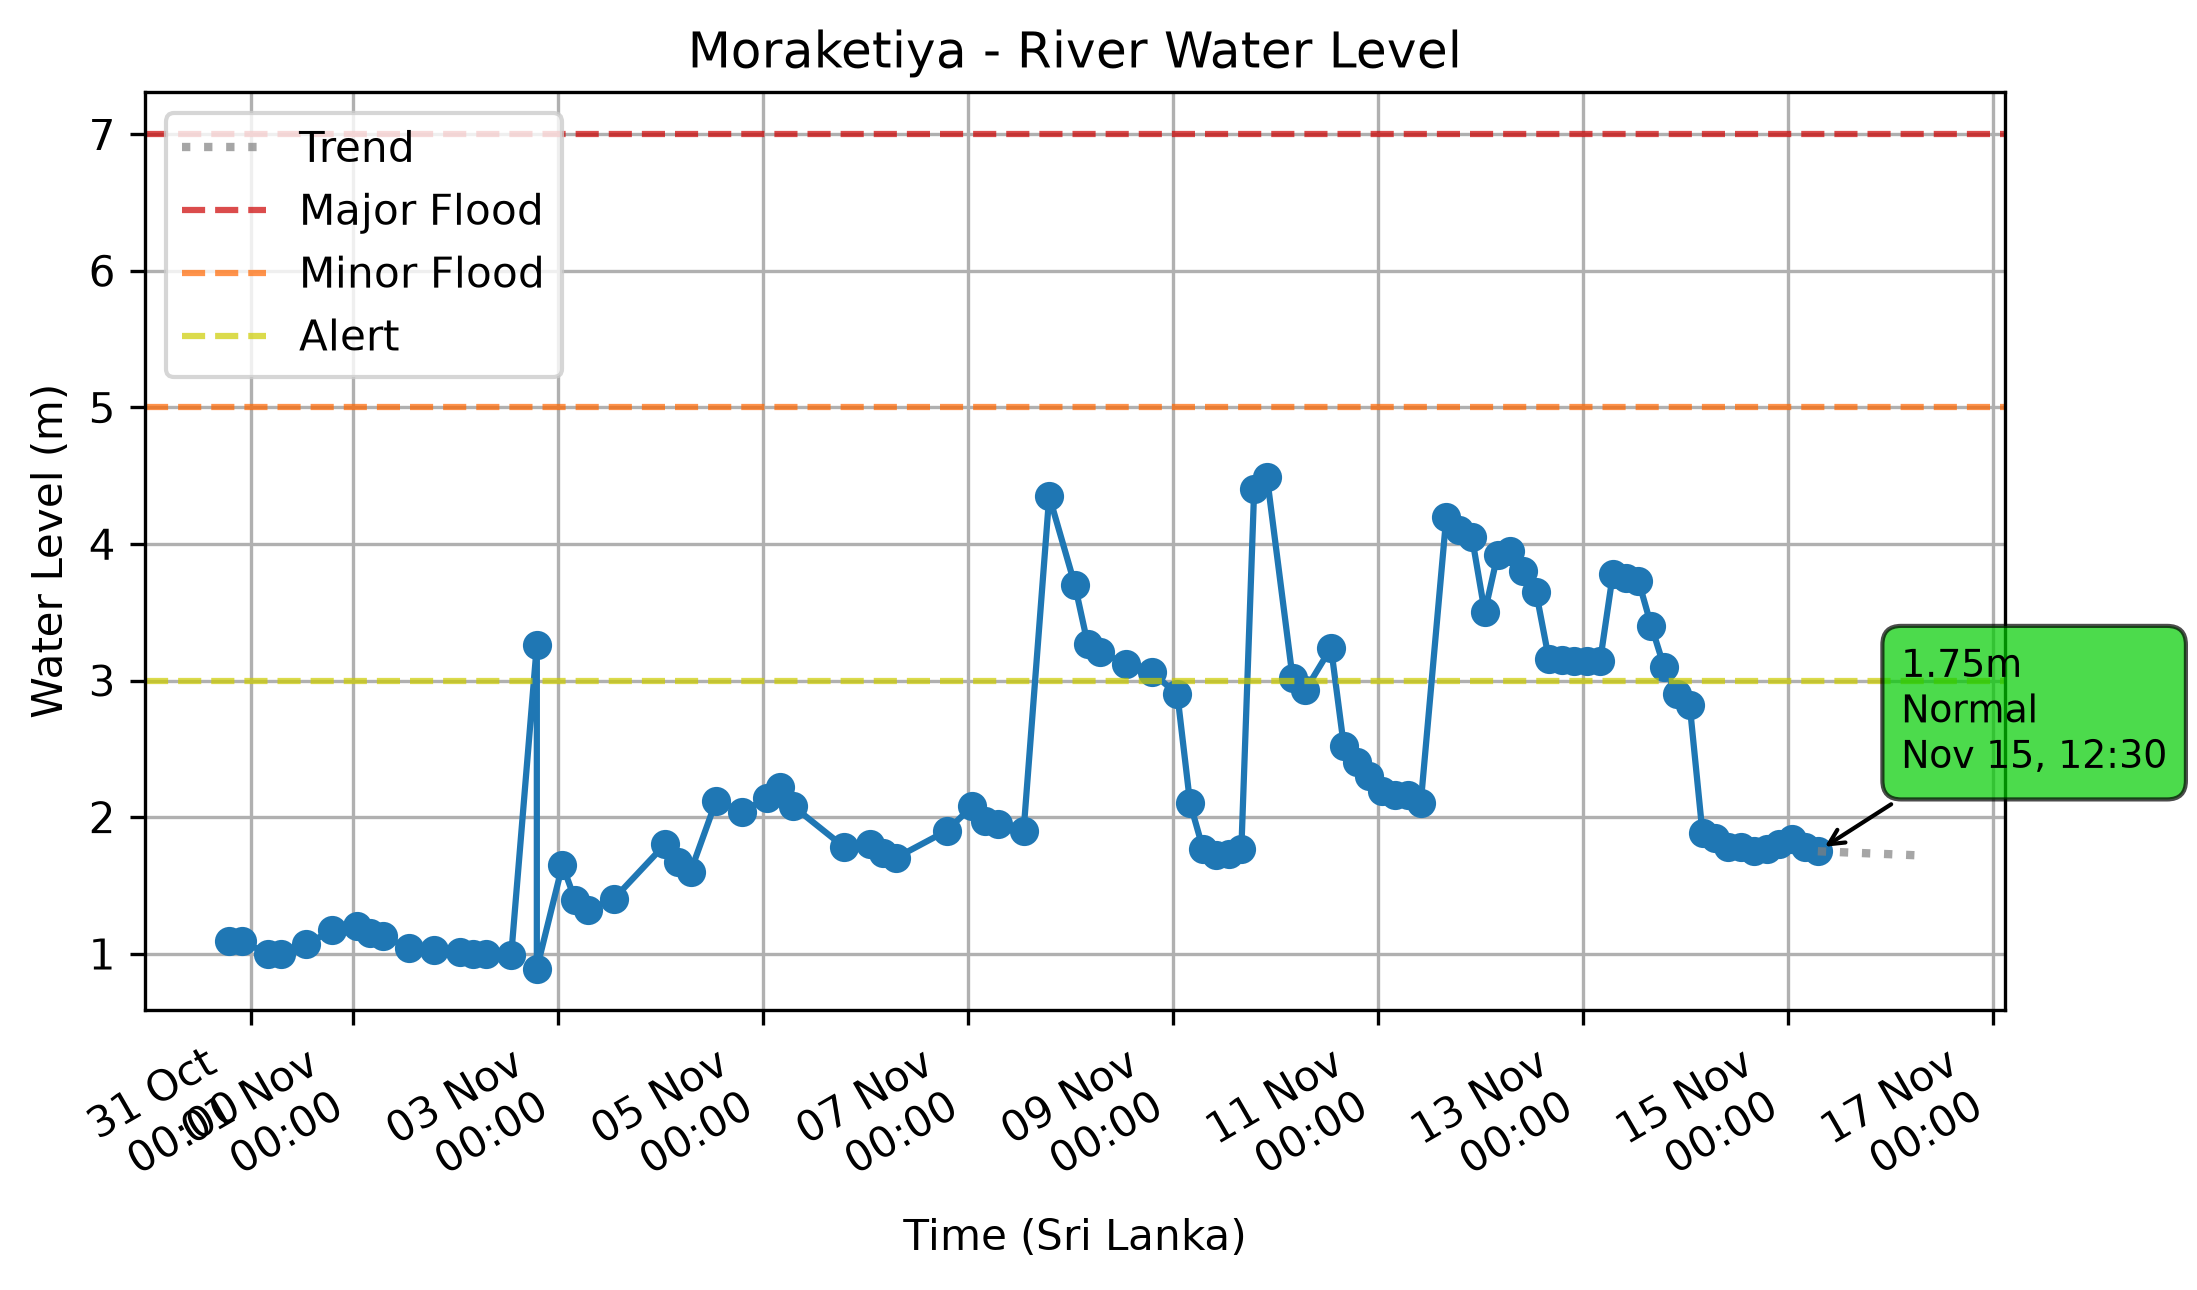 Moraketiya - River Water Level
Trend
Major Flood
Minor Flood
Alert
7
6
5
4
3
2
1
Water Level (m)
1.75m
Normal
Nov 15, 12:30
31 Oct
00:00
01 Nov
00:00
03 Nov
00:00
05 Nov
00:00
07 Nov
00:00
09 Nov
00:00
11 Nov
00:00
13 Nov
00:00
15 Nov
00:00
17 Nov
00:00
Time (Sri Lanka)